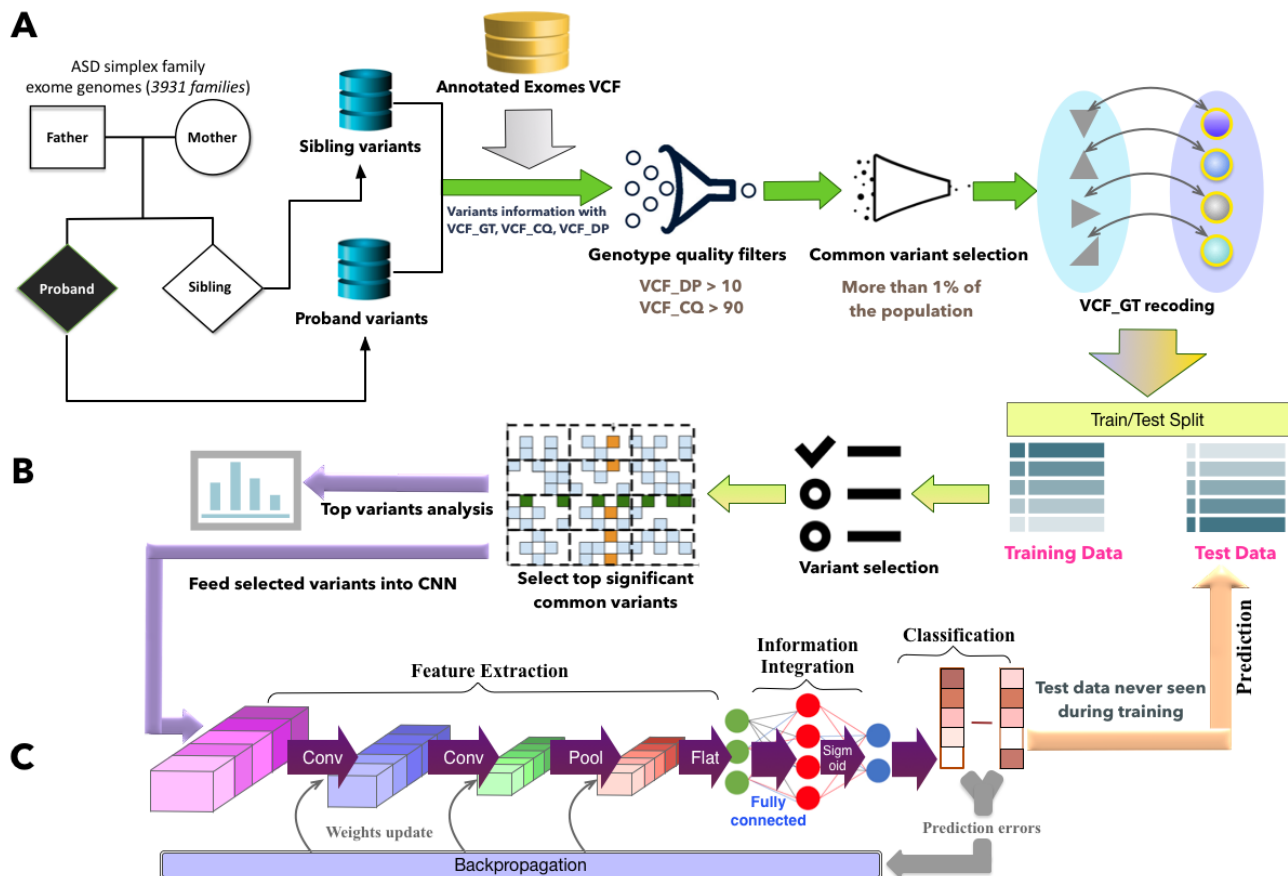 A
ASD simplex family
exome genomes (3931 families)
Father
Mother
Proband
Sibling
Sibling variants
Proband variants
Annotated Exomes VCF
Variants information with
VCF_GT, VCF_CQ, VCF_DP
Genotype quality filters
VCF_DP > 10
VCF_CQ > 90
Common variant selection
More than 1% of
the population
VCF_GT recoding
B
Train/Test Split
Training Data
Test Data
Variant selection
Select top significant
common variants
Top variants analysis
Feed selected variants into CNN
Prediction
C
Feature Extraction
Information
Integration
Classification
Conv
Conv
Pool
Flat
Sigm
oid
Fully
connected
Test data never seen
during training
Weights update
Prediction errors
Backpropagation